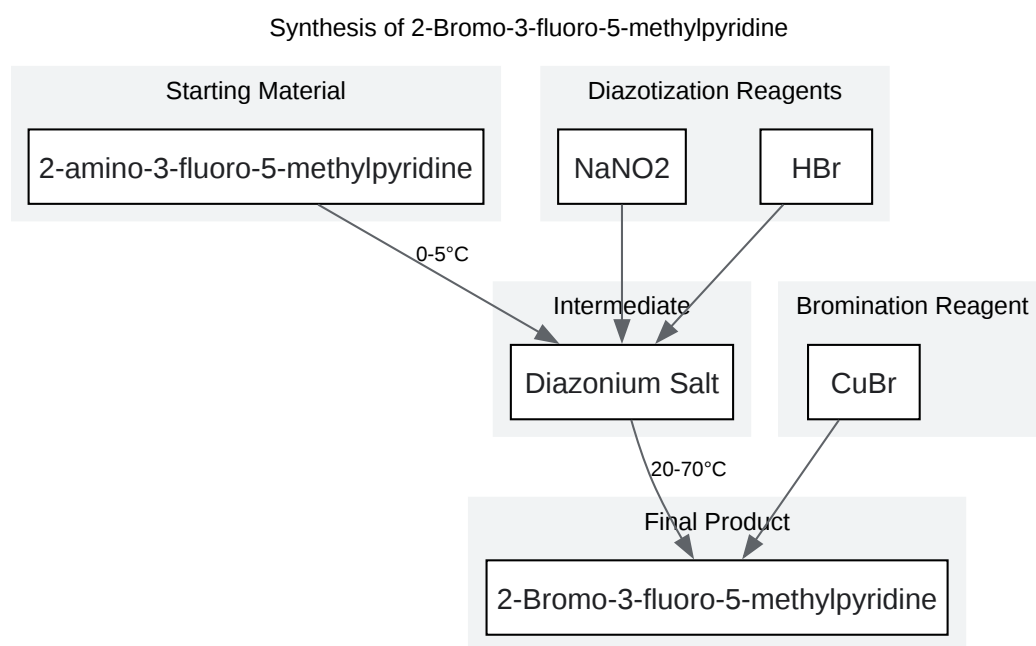 Synthesis of 2-Bromo-3-fluoro-5-methylpyridine
Starting Material
Diazotization Reagents
2-amino-3-fluoro-5-methylpyridine
NaNO2
HBr
0-5°C
Intermediate
Bromination Reagent
Diazonium Salt
CuBr
20-70°C
Final Product
2-Bromo-3-fluoro-5-methylpyridine